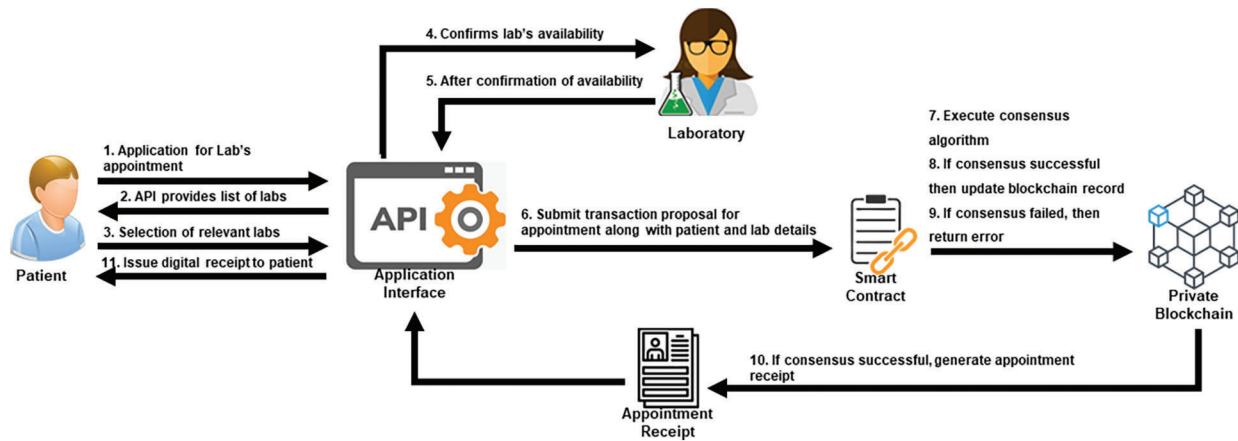 4. Confirms lab's availability
5. After confirmation of availability
Laboratory
1. Application for Lab's
appointment
2. API provides list of labs
3. Selection of relevant labs
11. Issue digital receipt to patient
Patient
API
Application
Interface
6. Submit transaction proposal for
appointment along with patient and lab details
Smart
Contract
7. Execute consensus
algorithm
8. If consensus successful
then update blockchain record
9. If consensus failed, then
return error
Private
Blockchain
10. If consensus successful, generate appointment
receipt
Appointment
Receipt